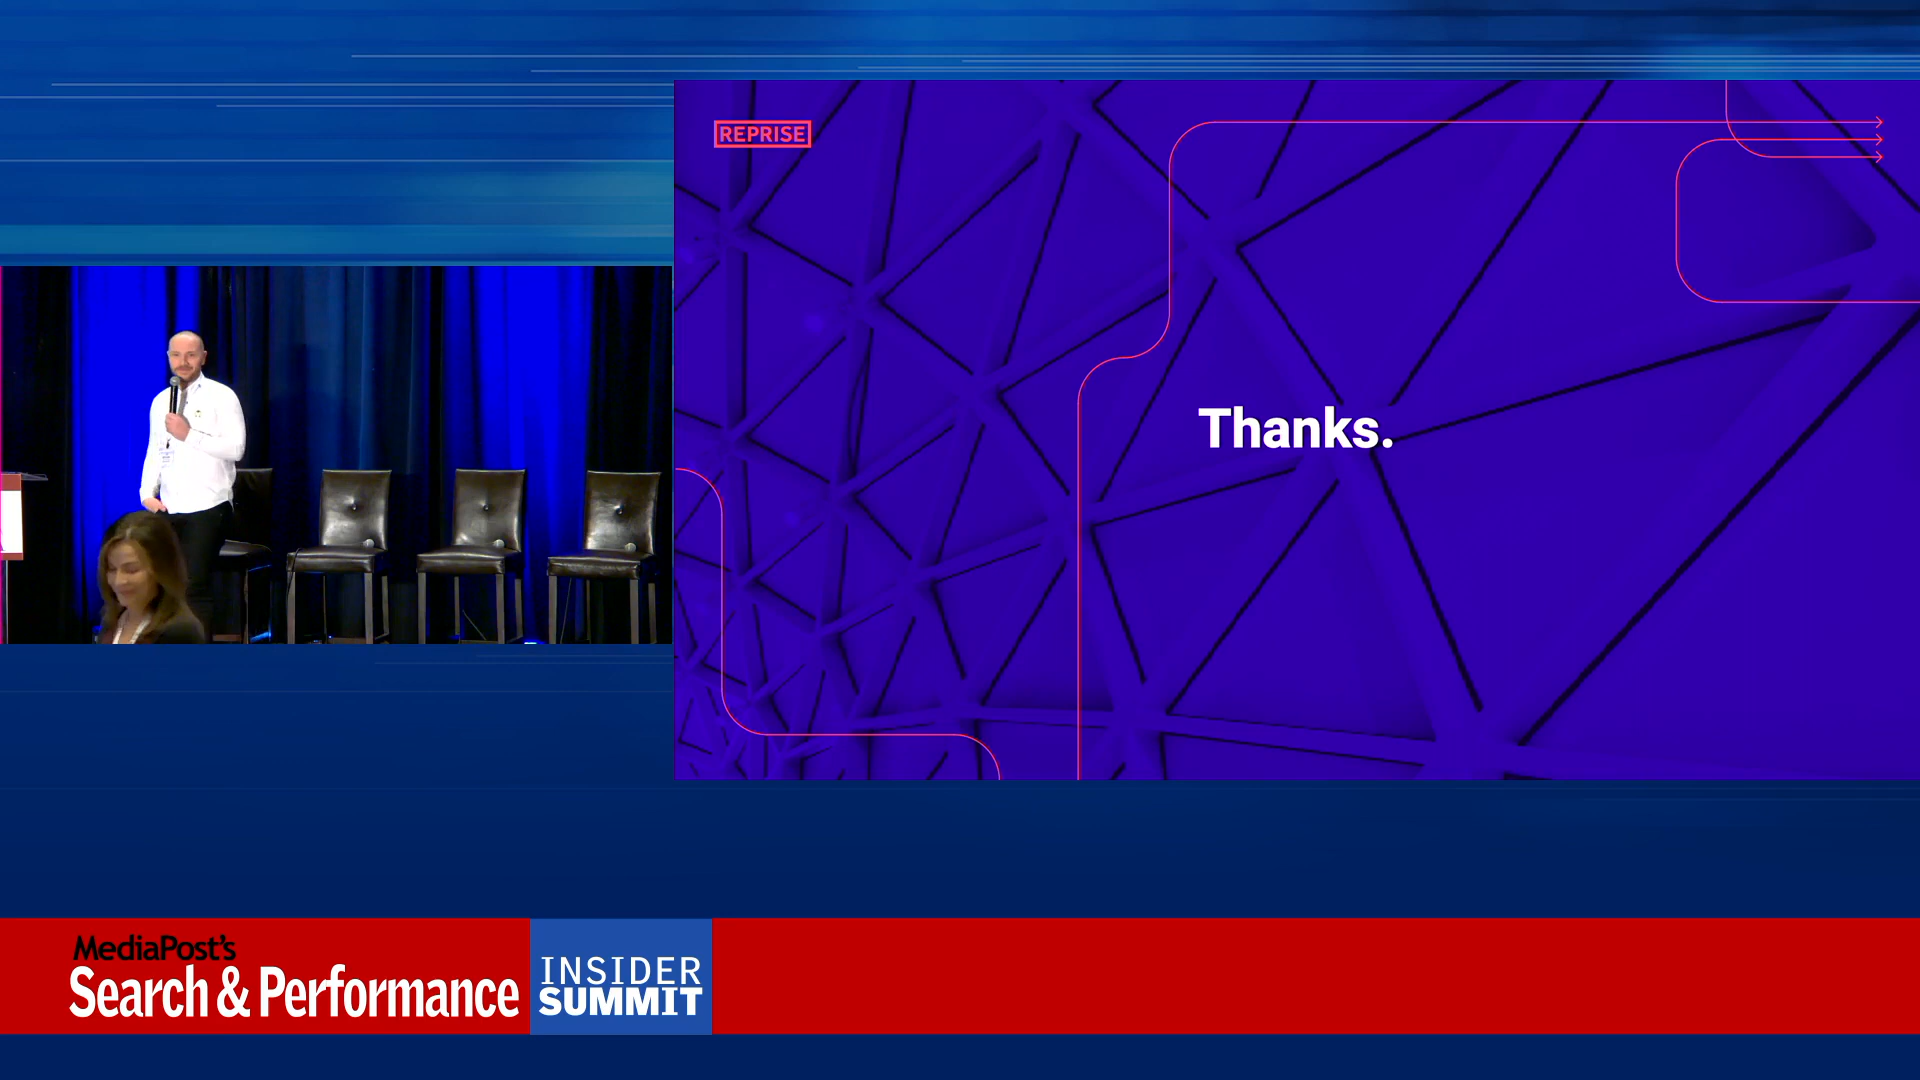 REPRISE
Thanks.
MediaPost's
Search & Performance
INSIDER
SUMMIT